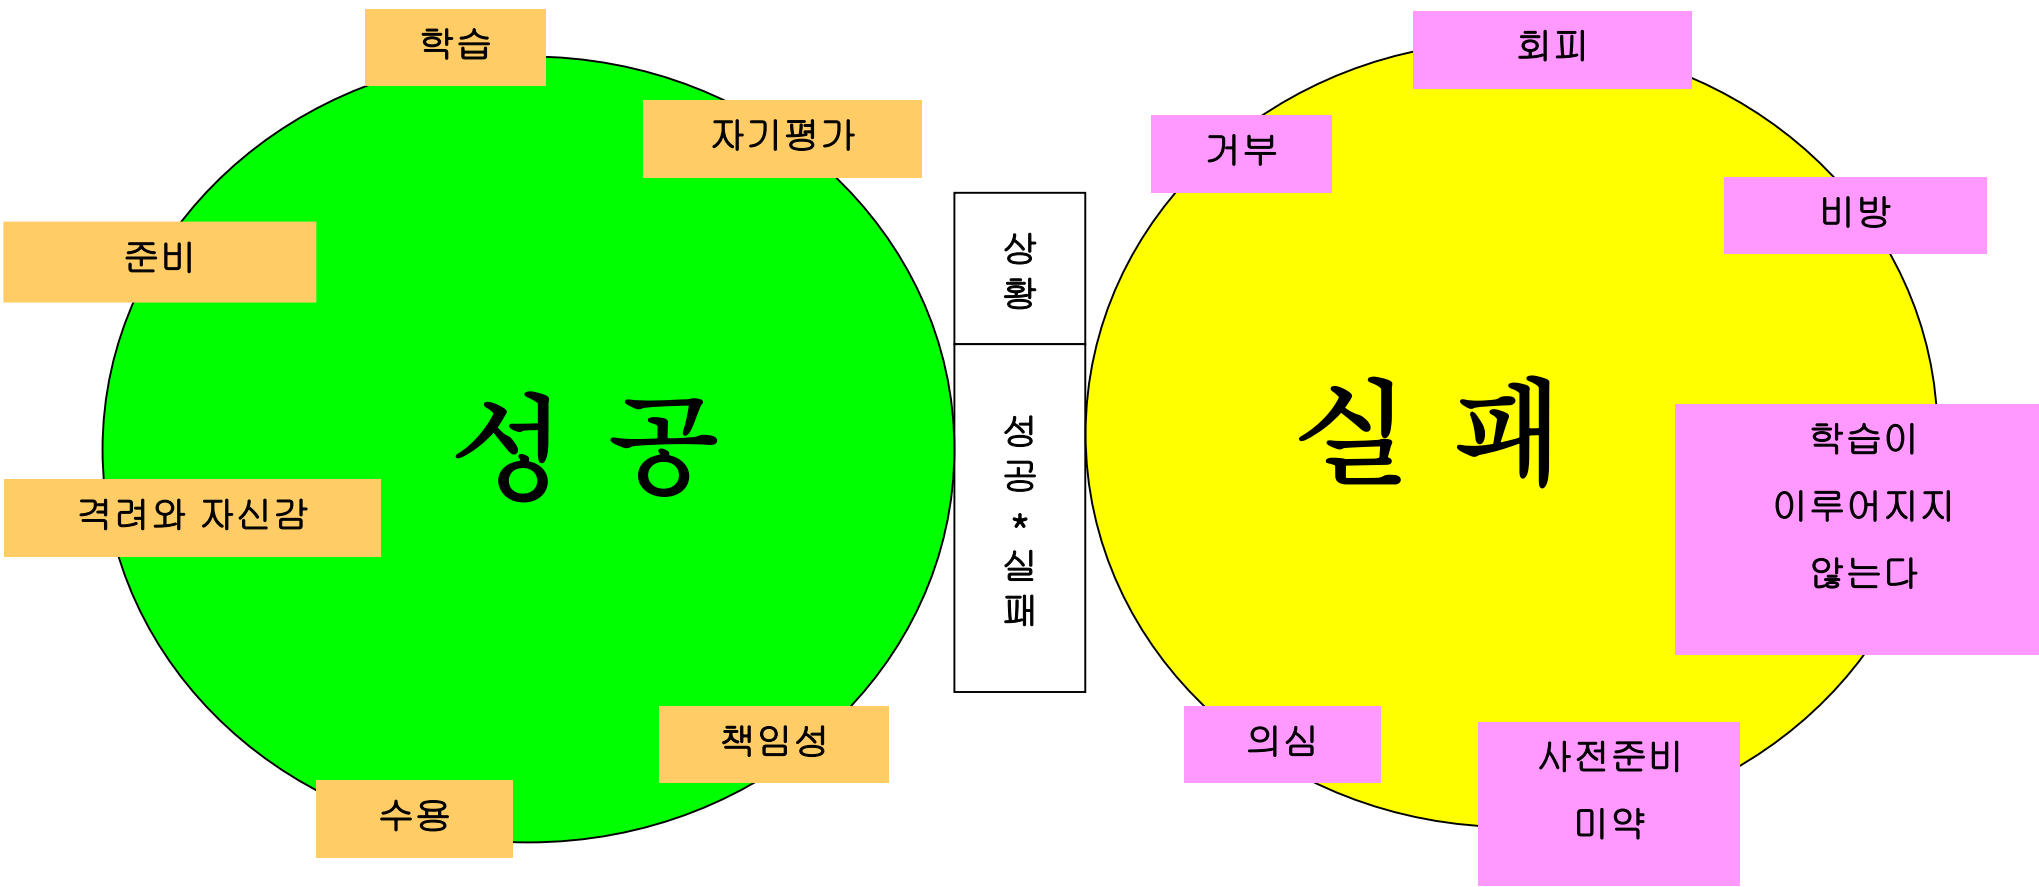 학습
자기평가
준비
성 공
격려와 자신감
책임성
수용
상
황
성
공
*
실
패
회피
거부
비방
실 패
학습이
이루어지지
않는다
의심
사전준비
미약